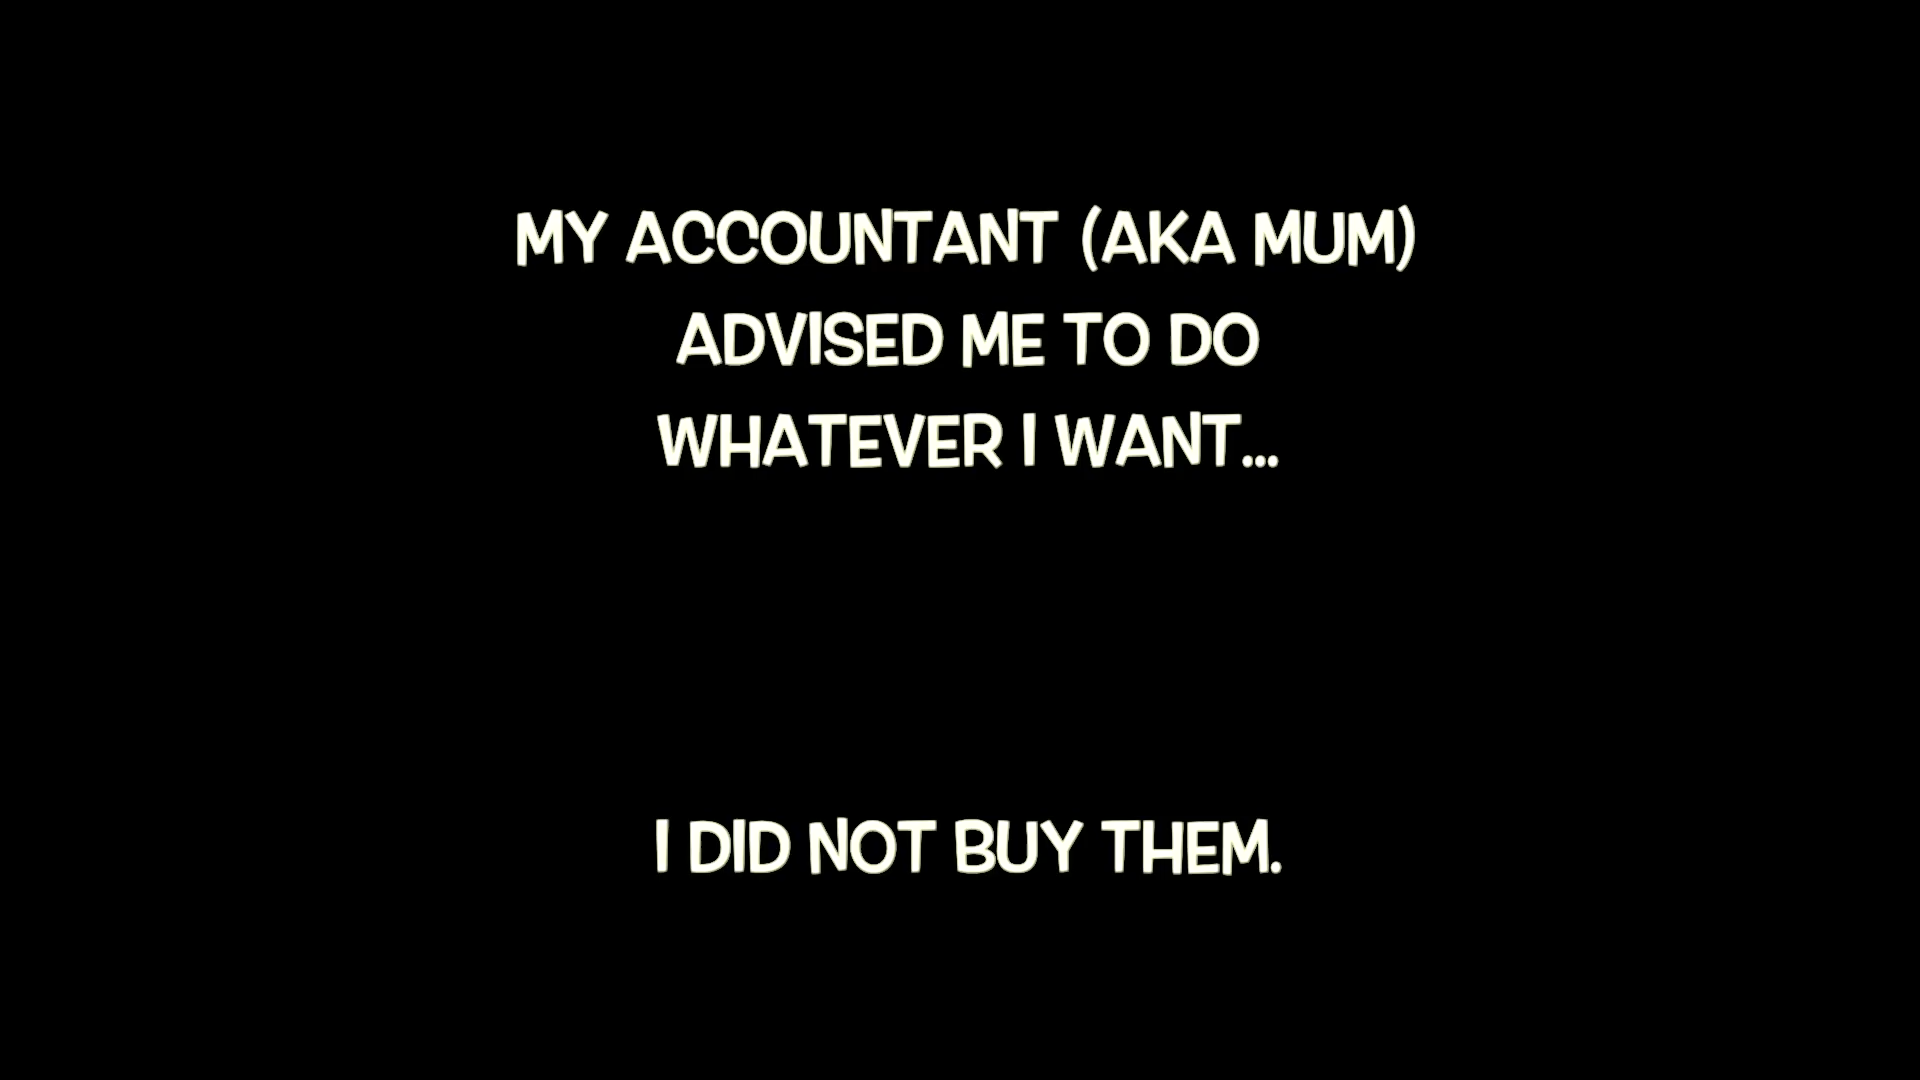 MY ACCOUNTANT (AKA MUM)
ADVISED ME TO DO
WHATEVER I WANT...
I DID NOT BUY THEM.